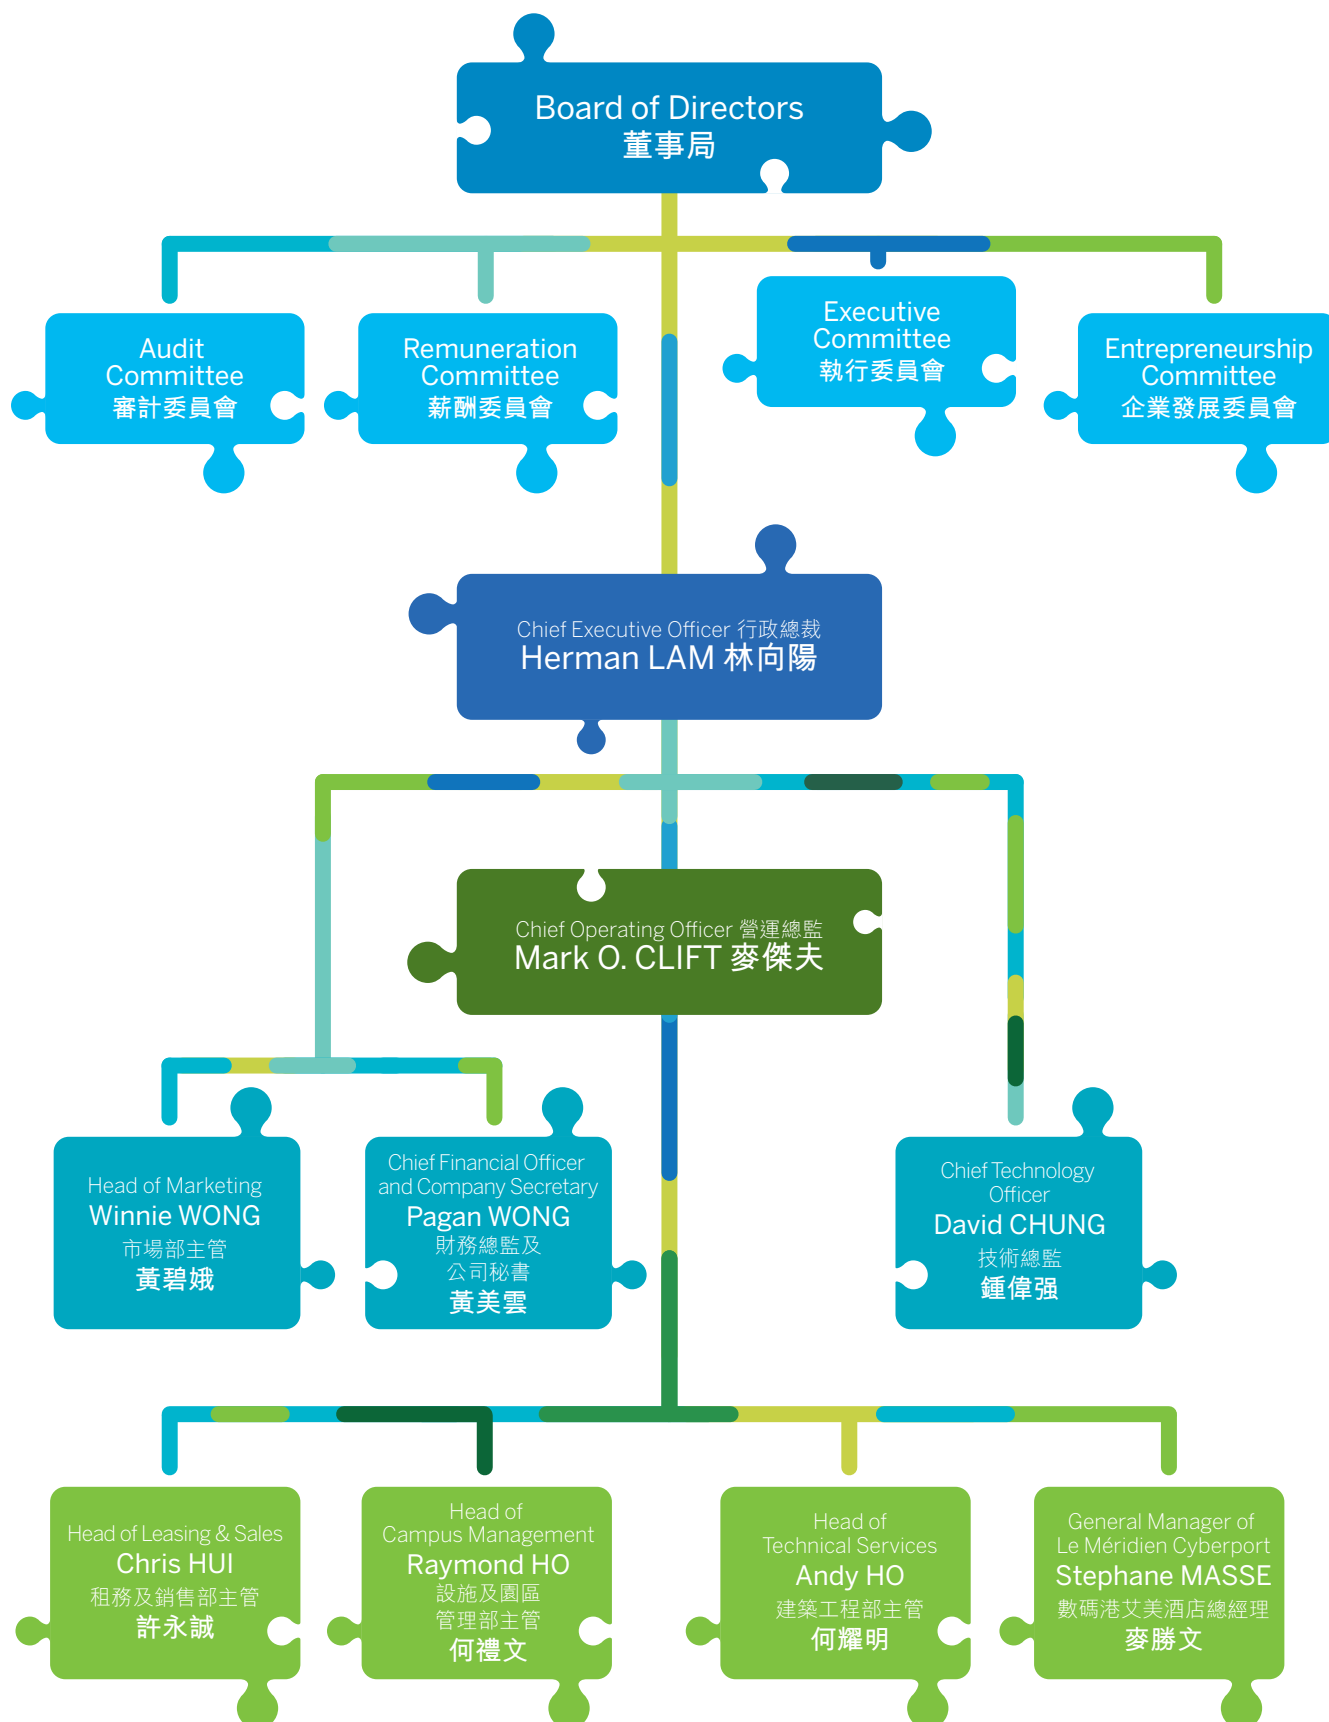 Board of Directors
董事局
Audit
Committee
審計委員會
Remuneration
Committee
薪酬委員會
Executive
Committee
執行委員會
Entrepreneurship
Committee
企業發展委員會
Chief Executive Officer 行政總裁
Herman LAM 林向陽
Chief Operating Officer 營運總監
Mark O. CLIFT 麥傑夫
Head of Marketing
Winnie WONG
市場部主管
黃碧娥
Chief Financial Officer
and Company Secretary
Pagan WONG
財務總監及
公司秘書
黃美雲
Chief Technology
Officer
David CHUNG
技術總監
鍾偉强
Head of Leasing & Sales
Chris HUI
租務及銷售部主管
許永誠
Head of
Campus Management
Raymond HO
設施及園區
管理部主管
何禮文
Head of
Technical Services
Andy HO
建築工程部主管
何耀明
General Manager of
Le Méridien Cyberport
Stephane MASSE
數碼港艾美酒店總經理
麥勝文